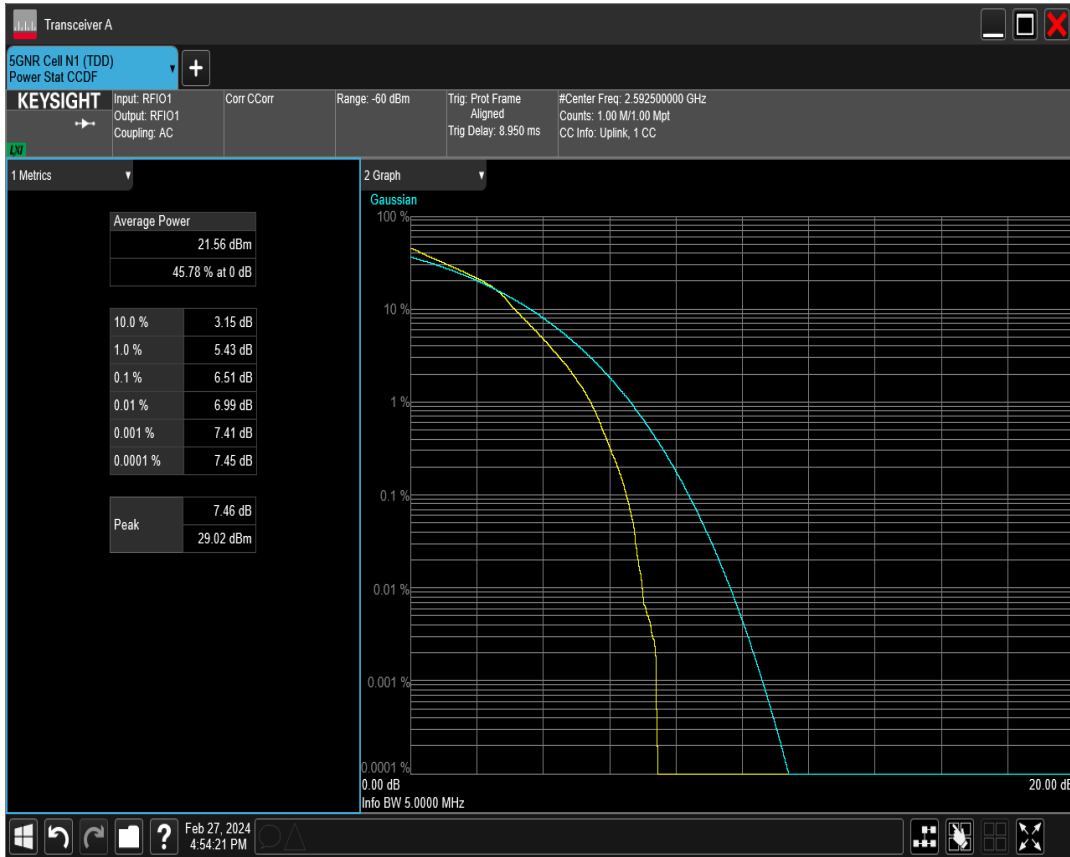 Transceiver A
5GNR Cell N1 (TDD)
Power Stat CCDF
KEYSIGHT
LXI
Input: RFIO1
Output: RFIO1
Coupling: AC
Corr CCorr
Range: -60 dBm
Trig: Prot Frame
Aligned
Trig Delay: 8.950 ms
#Center Freq: 2.592500000 GHz
Counts: 1.00 M/1.00 Mpt
CC Info: Uplink, 1 CC
1 Metrics
Average Power
21.56 dBm
45.78 % at 0 dB
10.0 % 3.15 dB
1.0 % 5.43 dB
0.1 % 6.51 dB
0.01 % 6.99 dB
0.001 % 7.41 dB
0.0001 % 7.45 dB
Peak
7.46 dB
29.02 dBm
2 Graph
Gaussian
100 %
10 %
1 %
0.1 %
0.01 %
0.001 %
0.0001 %
0.00 dB
20.00 dB
Info BW 5.0000 MHz
?
Feb 27, 2024
4:54:21 PM